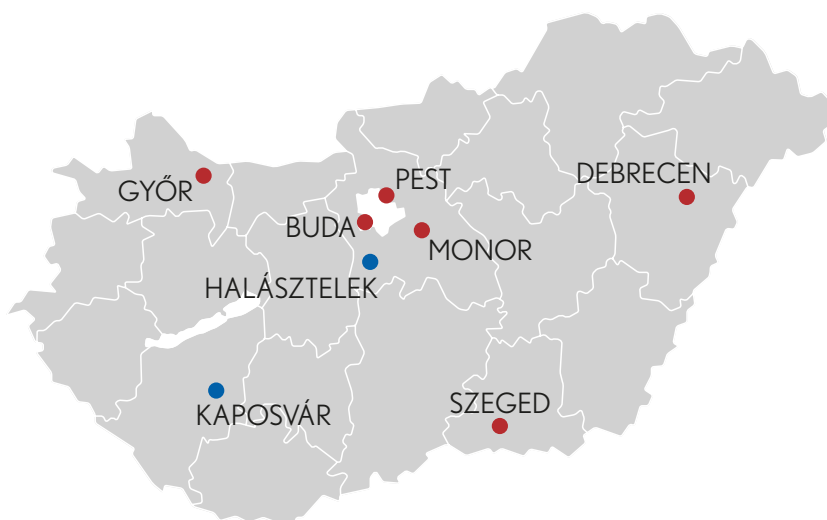 DEBRECEN
PEST
GYŐR
BUDA
MONOR
HALÁSZTELEK
SZEGED
KAPOSVÁR